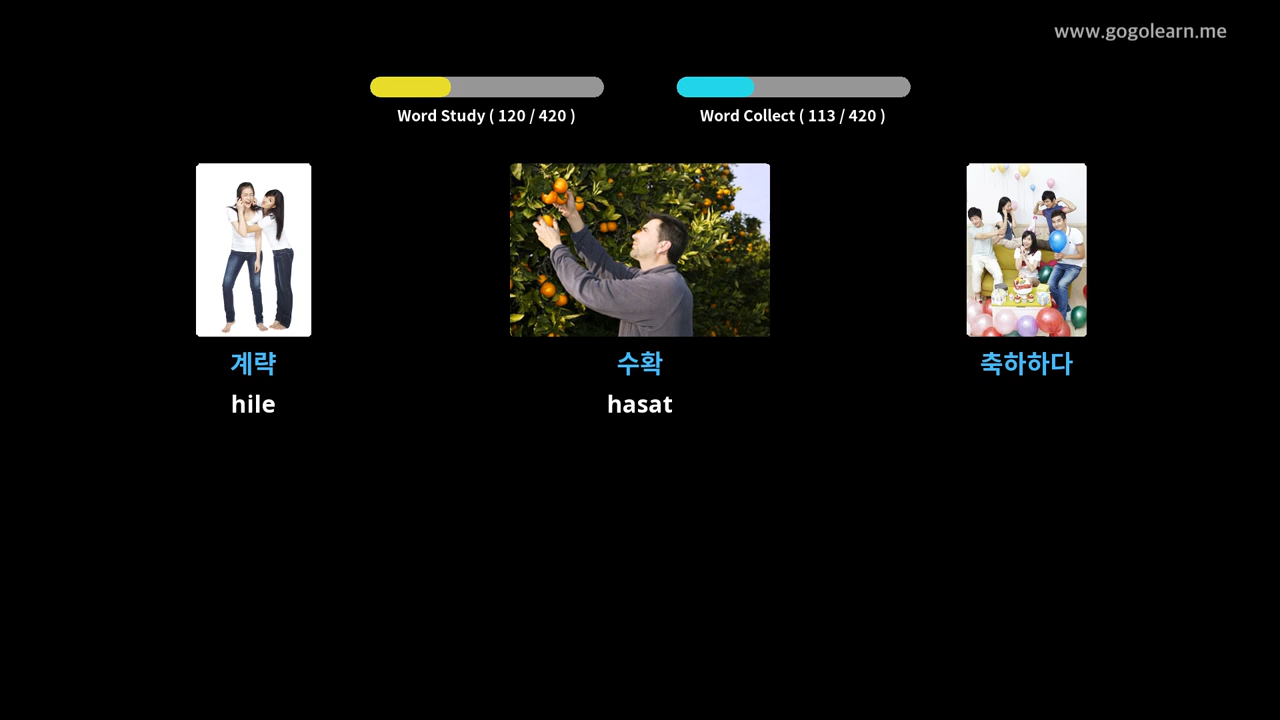 www.gogolearn.me
Word Study ( 120 / 420 )
Word Collect ( 113 / 420 )
계략
수확
축하하다
hile
hasat